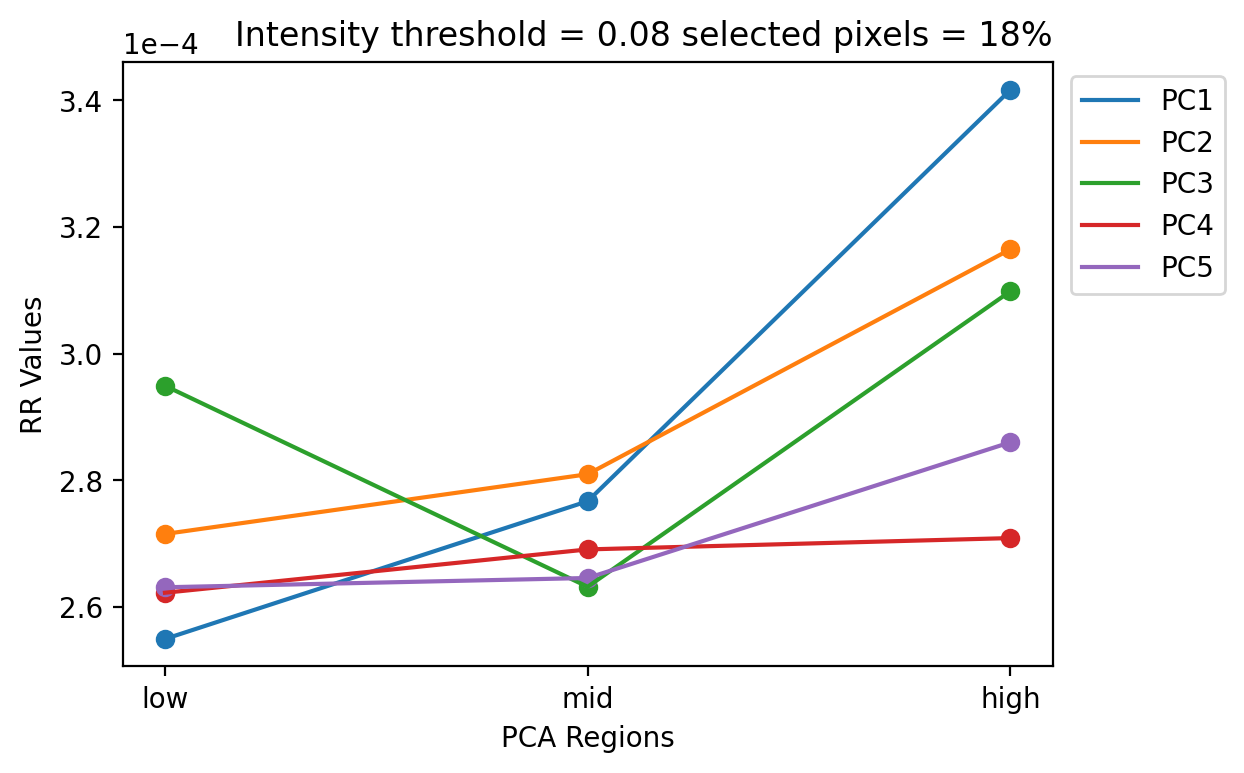 Intensity threshold = 0.08 selected pixels = 18%
1e−4
3.4
3.2
3.0
2.8
2.6
RR Values
low mid high
PCA Regions
PC1
PC2
PC3
PC4
PC5